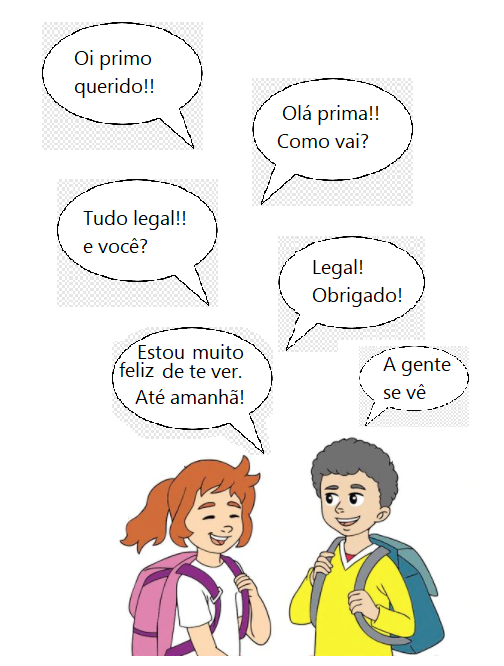 Oi primo
querido!!
Olá prima!!
Como vai?
Tudo legal!!
e você?
Legal!
Obrigado!
Estou muito
feliz de te ver.
Até amanhã!
A gente
se vê